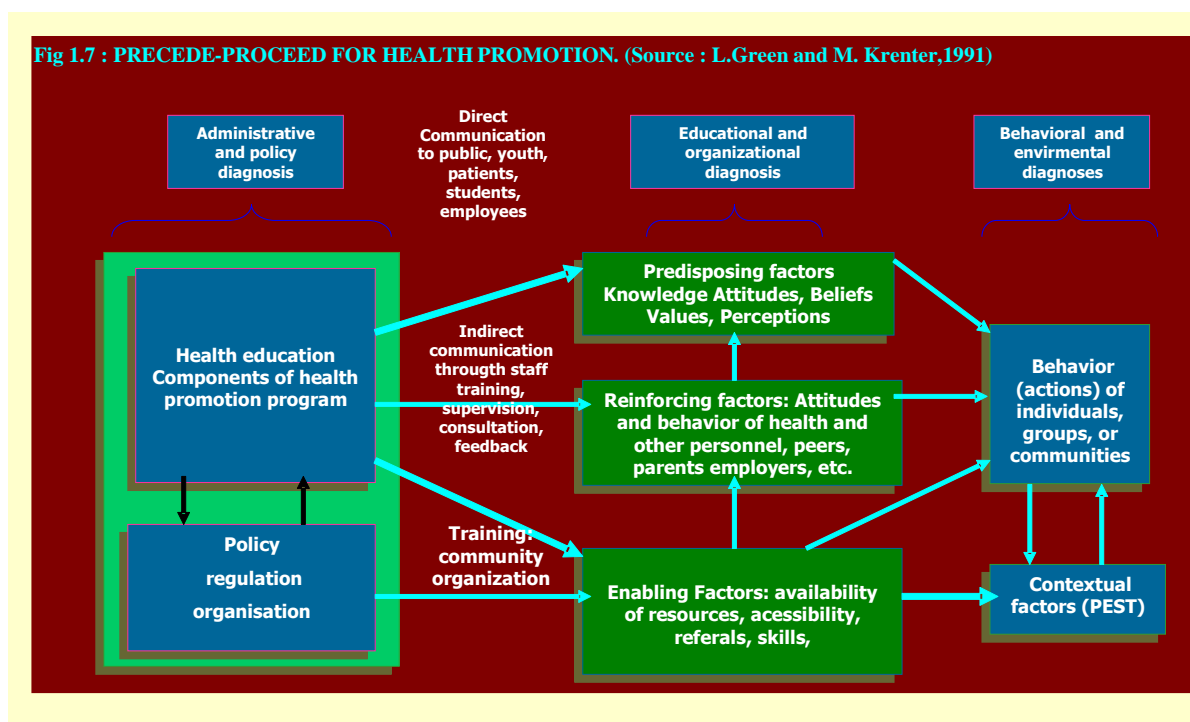 Fig 1.7 : PRECEDE-PROCEED FOR HEALTH PROMOTION. (Source : L.Green and M. Krenter,1991)
Administrative
and policy
diagnosis
Direct
Communication
to public, youth,
patients,
students,
employees
Educational and
organizational
diagnosis
Behavioral and
envirmental
diagnoses
Health education
Components of health
promotion program
Policy
regulation
organisation
Indirect
communication
througth staff
training,
supervision,
consultation,
feedback
Training:
community
organization
Predisposing factors
Knowledge Attitudes, Beliefs
Values, Perceptions
Reinforcing factors: Attitudes
and behavior of health and
other personnel, peers,
parents employers, etc.
Enabling Factors: availability
of resources, acessibility,
referals, skills,
Behavior
(actions) of
individuals,
groups, or
communities
Contextual
factors (PEST)